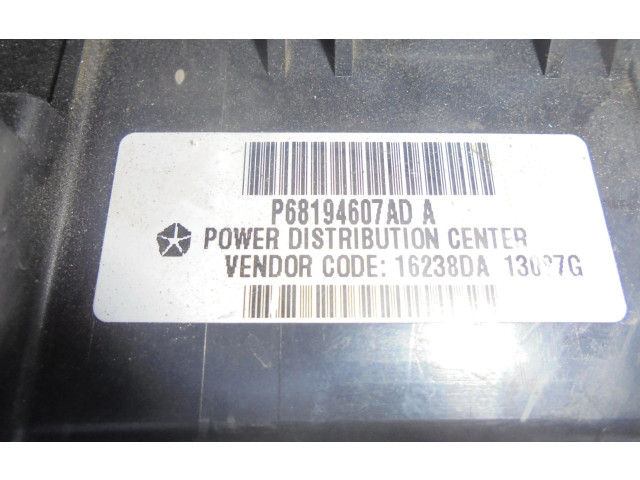 P68194607AD A
POWER DISTRIBUTION CENTER
VENDOR CODE: 16238DA